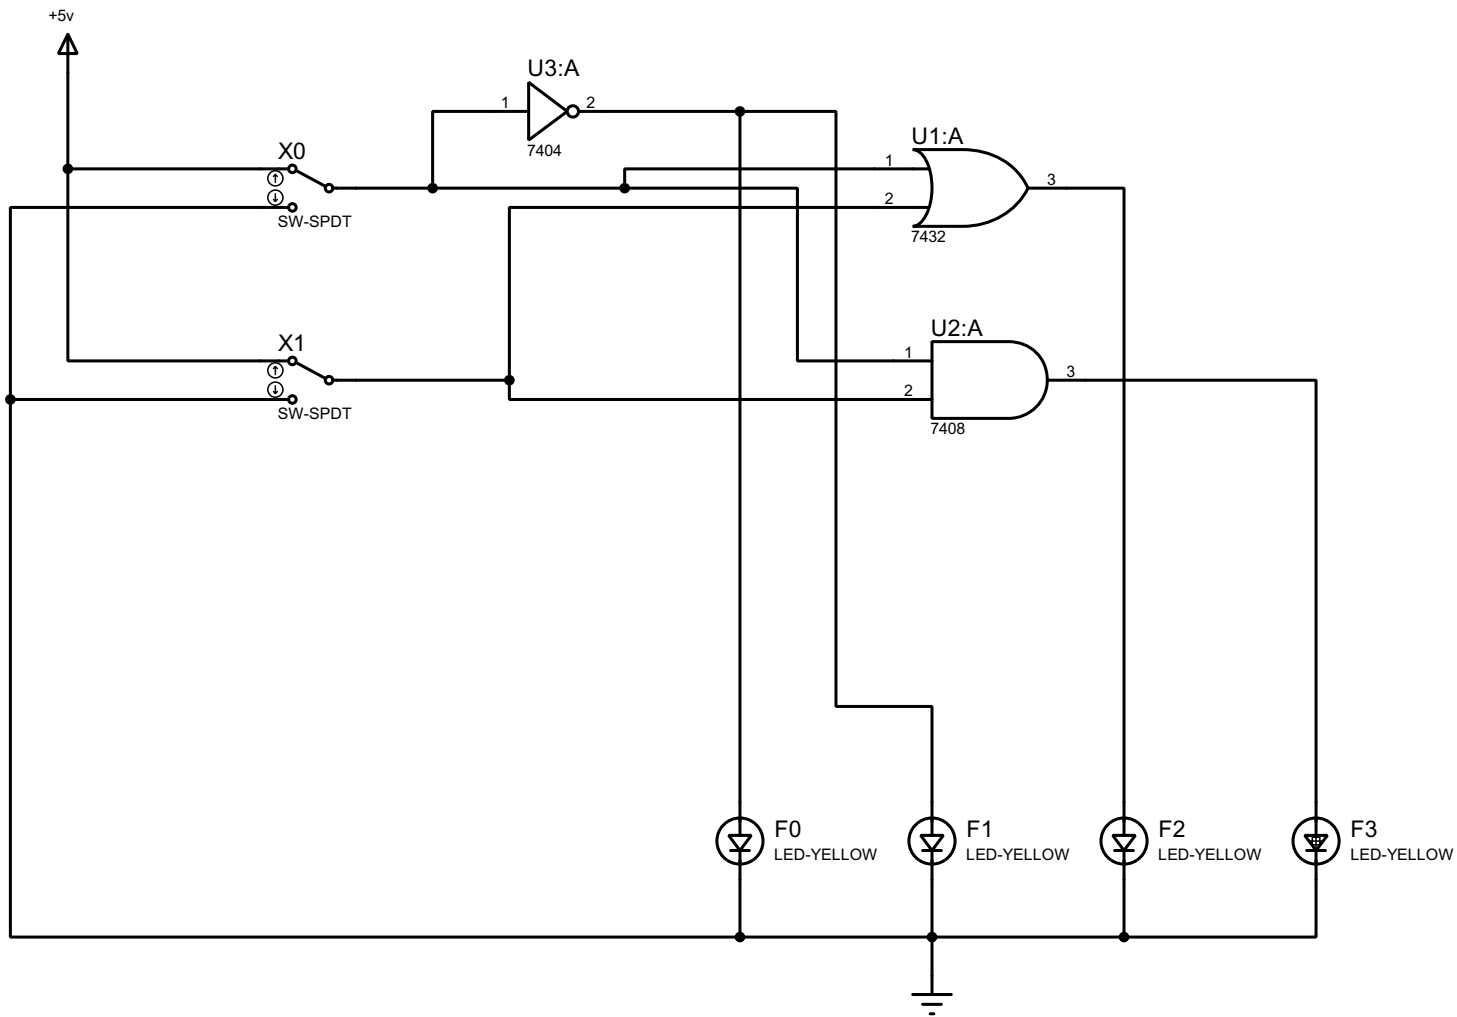 +5v
U3:A
1
2
7404
X0
↑
↓
SW-SPDT
U1:A
1
2
3
7432
X1
↑
↓
SW-SPDT
U2:A
1
2
3
7408
F0
LED-YELLOW
F1
LED-YELLOW
F2
LED-YELLOW
F3
LED-YELLOW